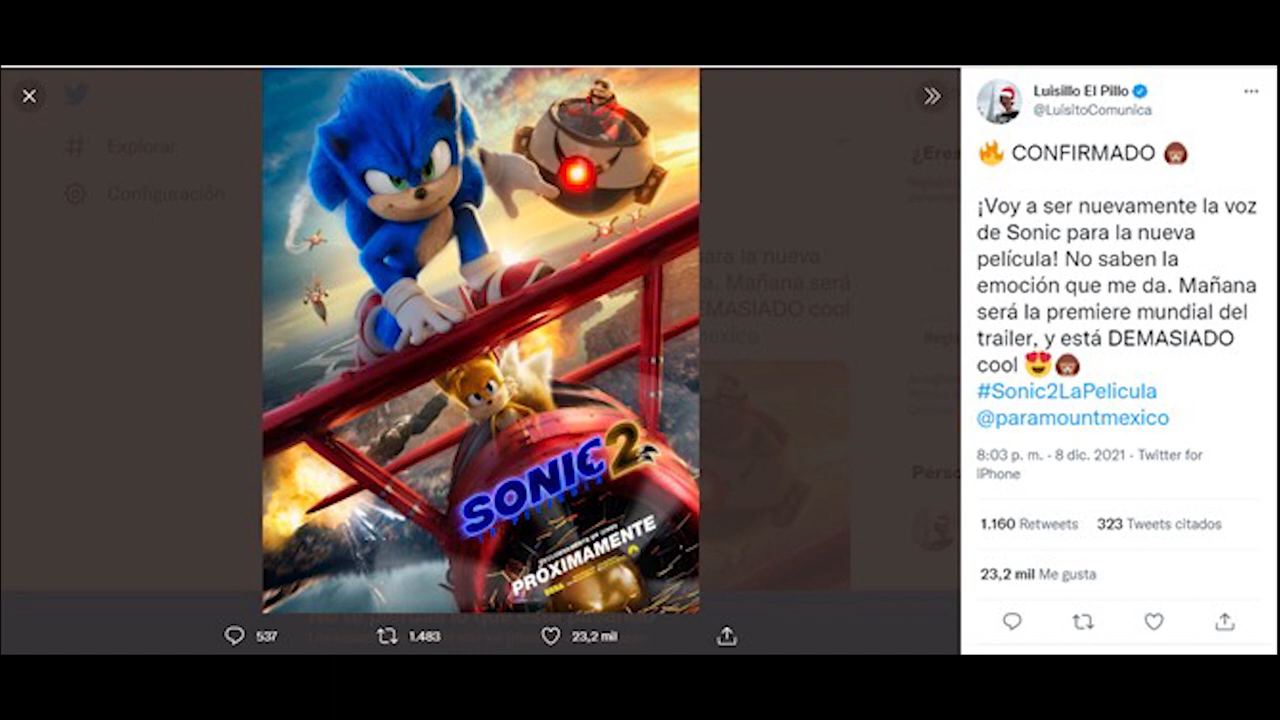 Explorar
Configuración
SONIC 2
PRÓXIMAMENTE
SEGA
537
1.483
23,2 mil
Luisillo El Pillo
@LuisitoComunica
🔥 CONFIRMADO 🙉
¡Voy a ser nuevamente la voz
de Sonic para la nueva
película! No saben la
emoción que me da. Mañana
será la premiere mundial del
trailer, y está DEMASIADO
cool 😍🙉
#Sonic2LaPelicula
@paramountmexico
8:03 p. m. · 8 dic. 2021 · Twitter for
iPhone
1.160 Retweets 323 Tweets citados
23,2 mil Me gusta